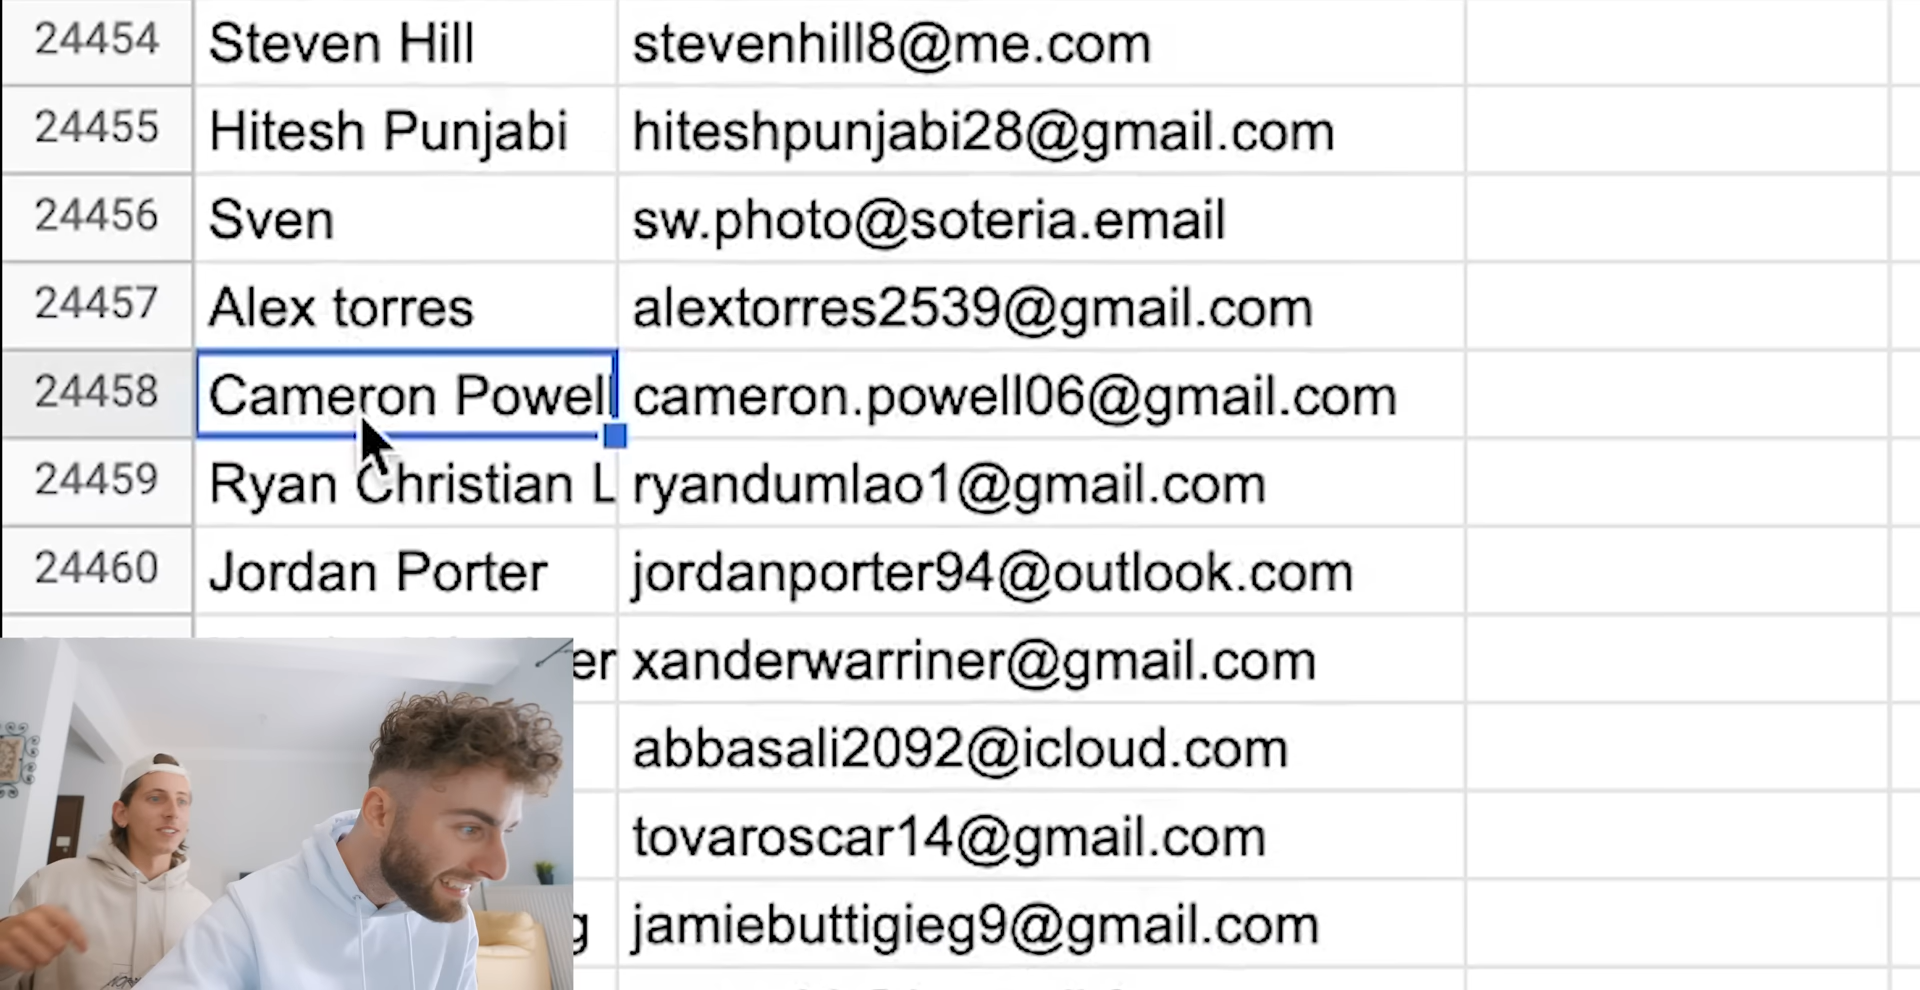 24454 Steven Hill stevenhill8@me.com
24455 Hitesh Punjabi hiteshpunjabi28@gmail.com
24456 Sven sw.photo@soteria.email
24457 Alex torres alextorres2539@gmail.com
24458 Cameron Powell cameron.powell06@gmail.com
24459 Ryan Christian L ryandumlao1@gmail.com
24460 Jordan Porter jordanporter94@outlook.com
er xanderwarriner@gmail.com
abbasali2092@icloud.com
tovaroscar14@gmail.com
g jamiebuttigieg9@gmail.com